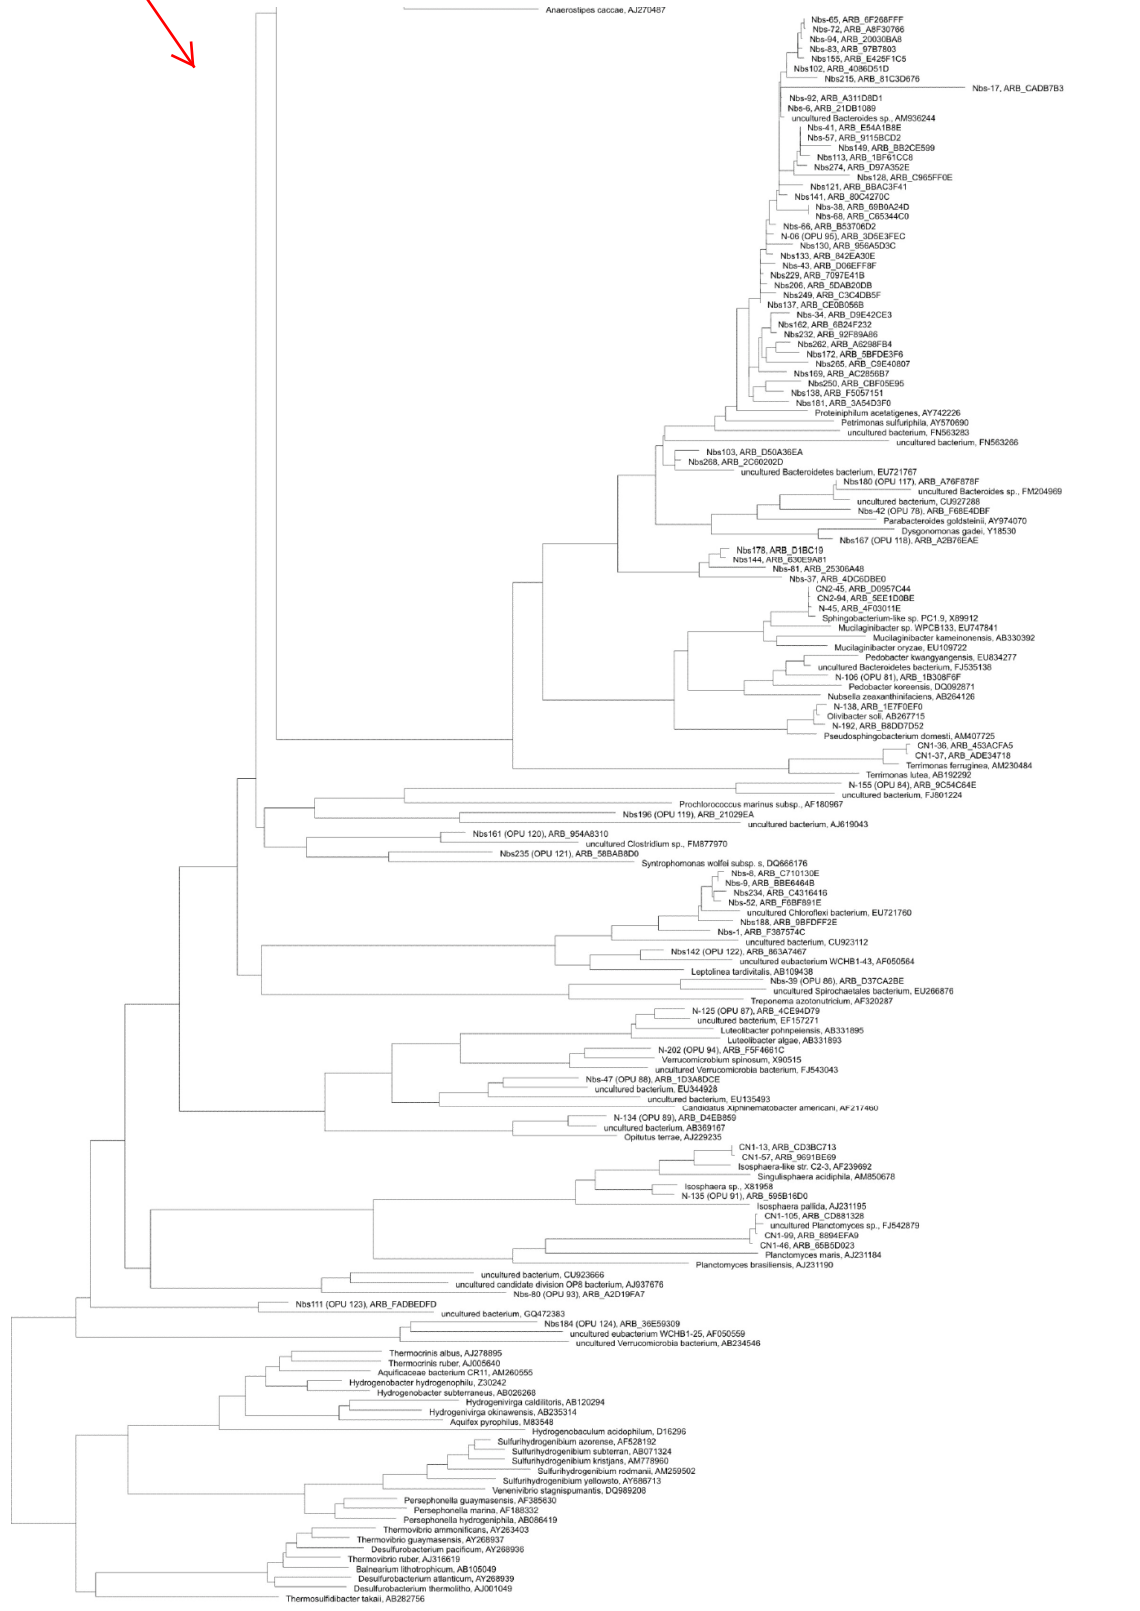 Anaerostipes caccae, AJ270487
Nbs-65, ARB_6F268FFF
Nbs-72, ARB_A8F30766
Nbs-94, ARB_20030BA8
Nbs-83, ARB_97B7803
Nbs155, ARB_E425F1C5
Nbs102, ARB_4086D51D
Nbs215, ARB_81C3D676
Nbs-17, ARB_CADB7B3
Nbs-92, ARB_A311D8D1
Nbs-6, ARB_21DB1089
uncultured Bacteroides sp., AM936244
Nbs-41, ARB_E54A1B8E
Nbs-57, ARB_9115BCD2
Nbs149, ARB_BB2CE599
Nbs113, ARB_1BF61CC8
Nbs274, ARB_D97A352E
Nbs128, ARB_C965FF0E
Nbs121, ARB_BBAC3F41
Nbs141, ARB_80C4270C
Nbs-38, ARB_69B0A24D
Nbs-68, ARB_C65344C0
Nbs-66, ARB_B53706D2
N-06 (OPU 95), ARB_3D5E3FEC
Nbs130, ARB_956A5D3C
Nbs133, ARB_842EA30E
Nbs-43, ARB_D06EFF8F
Nbs229, ARB_7097E41B
Nbs206, ARB_5DAB20DB
Nbs249, ARB_C3C4DB5F
Nbs137, ARB_CE0B056B
Nbs-34, ARB_D9E42CE3
Nbs162, ARB_6B24F232
Nbs232, ARB_92F89A86
Nbs262, ARB_A6298FB4
Nbs172, ARB_5BFDE3F6
Nbs265, ARB_C9E40807
Nbs169, ARB_AC2856B7
Nbs250, ARB_CBF05E95
Nbs138, ARB_F5057151
Nbs181, ARB_3A54D3F0
Proteiniphilum acetatigenes, AY742226
Petrimonas sulfuriphila, AY570690
uncultured bacterium, FN563283
uncultured bacterium, FN563266
Nbs103, ARB_D50A36EA
Nbs268, ARB_2C60202D
uncultured Bacteroidetes bacterium, EU721767
Nbs180 (OPU 117), ARB_A76F878F
uncultured Bacteroides sp., FM204969
uncultured bacterium, CU927288
Nbs-42 (OPU 78), ARB_F68E4DBF
Parabacteroides goldsteinii, AY974070
Dysgonomonas gadei, Y18530
Nbs167 (OPU 118), ARB_A2B76EAE
Nbs178, ARB_D1BC19
Nbs144, ARB_630E9A81
Nbs-81, ARB_25306A48
Nbs-37, ARB_4DC6DBE0
CN2-45, ARB_D0957C44
CN2-94, ARB_5EE1D0BE
N-45, ARB_4F03011E
Sphingobacterium-like sp. PC1.9, X89912
Mucilaginibacter sp. WPCB133, EU747841
Mucilaginibacter kameinonensis, AB330392
Mucilaginibacter oryzae, EU109722
Pedobacter kwangyangensis, EU834277
uncultured Bacteroidetes bacterium, FJ535138
N-106 (OPU 81), ARB_1B308F6F
Pedobacter koreensis, DQ092871
Nubsella zeaxanthinifaciens, AB264126
N-138, ARB_1E7F0EF0
Olivibacter soli, AB267715
N-192, ARB_B8DD7D52
Pseudosphingobacterium domesti, AM407725
CN1-36, ARB_453ACFA5
CN1-37, ARB_ADE34718
Terrimonas ferruginea, AM230484
Terrimonas lutea, AB192292
N-155 (OPU 84), ARB_9C54C64E
uncultured bacterium, FJ801224
Prochlorococcus marinus subsp., AF180967
Nbs196 (OPU 119), ARB_21029EA
uncultured bacterium, AJ619043
Nbs161 (OPU 120), ARB_954A8310
uncultured Clostridium sp., FM877970
Nbs235 (OPU 121), ARB_58BAB8D0
Syntrophomonas wolfei subsp. s, DQ666176
Nbs-8, ARB_C710130E
Nbs-9, ARB_BBE6464B
Nbs234, ARB_C4316416
Nbs-52, ARB_F6BF891E
uncultured Chloroflexi bacterium, EU721760
Nbs188, ARB_9BFDFF2E
Nbs-1, ARB_F387574C
uncultured bacterium, CU923112
Nbs142 (OPU 122), ARB_863A7467
uncultured eubacterium WCHB1-43, AF050564
Leptolinea tardivitalis, AB109438
Nbs-39 (OPU 86), ARB_D37CA2BE
uncultured Spirochaetales bacterium, EU266876
Treponema azotonutricium, AF320287
N-125 (OPU 87), ARB_4CE94D79
uncultured bacterium, EF157271
Luteolibacter pohnpeiensis, AB331895
Luteolibacter algae, AB331893
N-202 (OPU 94), ARB_F5F4661C
Verrucomicrobium spinosum, X90515
uncultured Verrucomicrobia bacterium, FJ543043
Nbs-47 (OPU 88), ARB_1D3A8DCE
uncultured bacterium, EU344928
uncultured bacterium, EU135493
Candidatus Xiphinematobacter americani, AF217460
N-134 (OPU 89), ARB_D4EB859
uncultured bacterium, AB369167
Opitutus terrae, AJ229235
CN1-13, ARB_CD3BC713
CN1-57, ARB_9691BE69
Isosphaera-like str. C2-3, AF239692
Singulisphaera acidiphila, AM850678
Isosphaera sp., X81958
N-135 (OPU 91), ARB_595B16D0
Isosphaera pallida, AJ231195
CN1-105, ARB_CD881328
uncultured Planctomyces sp., FJ542879
CN1-99, ARB_8894EFA9
CN1-46, ARB_65B5D023
Planctomyces maris, AJ231184
Planctomyces brasiliensis, AJ231190
uncultured bacterium, CU923666
uncultured candidate division OP8 bacterium, AJ937676
Nbs-80 (OPU 93), ARB_A2D19FA7
Nbs111 (OPU 123), ARB_FADBEDFD
uncultured bacterium, GQ472383
Nbs184 (OPU 124), ARB_36E59309
uncultured eubacterium WCHB1-25, AF050559
uncultured Verrucomicrobia bacterium, AB234546
Thermocrinis albus, AJ278895
Thermocrinis ruber, AJ005640
Aquificaceae bacterium CR11, AM260555
Hydrogenobacter hydrogenophilu, Z30242
Hydrogenobacter subterraneus, AB026268
Hydrogenivirga caldilitoris, AB120294
Hydrogenivirga okinawensis, AB235314
Aquifex pyrophilus, M83548
Hydrogenobaculum acidophilum, D16296
Sulfurihydrogenibium azorense, AF528192
Sulfurihydrogenibium subterran, AB071324
Sulfurihydrogenibium kristjans, AM778960
Sulfurihydrogenibium rodmanii, AM259502
Sulfurihydrogenibium yellowsto, AY686713
Venenivibrio stagnispumantis, DQ989208
Persephonella guaymasensis, AF385630
Persephonella marina, AF188332
Persephonella hydrogeniphila, AB086419
Thermovibrio ammonificans, AY263403
Thermovibrio guaymasensis, AY268937
Desulfurobacterium pacificum, AY268936
Thermovibrio ruber, AJ316619
Balnearium lithotrophicum, AB105049
Desulfurobacterium atlanticum, AY268939
Desulfurobacterium thermolitho, AJ001049
Thermosulfidibacter takaii, AB282756